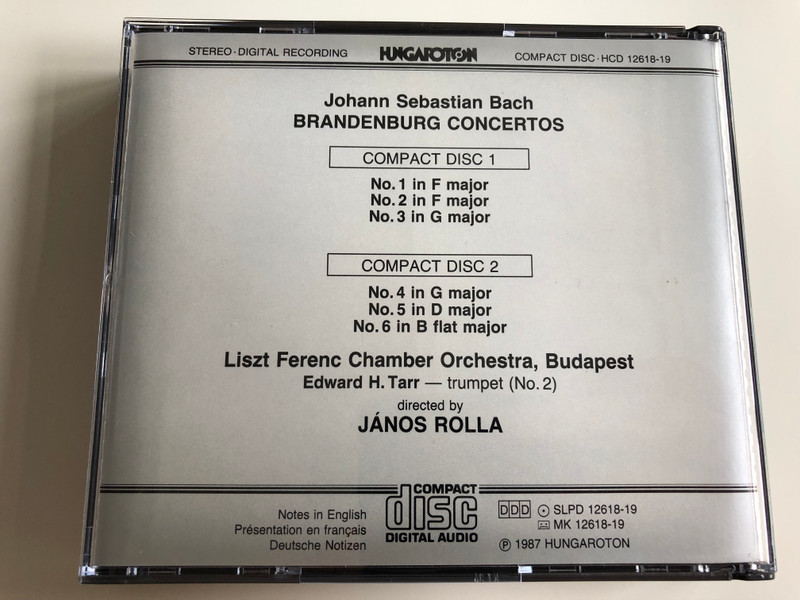 STEREO·DIGITAL RECORDING
HUNGAROTON
COMPACT DISC·HCD 12618-19
Johann Sebastian Bach
BRANDENBURG CONCERTOS
COMPACT DISC 1
No. 1 in F major
No. 2 in F major
No. 3 in G major
COMPACT DISC 2
No. 4 in G major
No. 5 in D major
No. 6 in B flat major
Liszt Ferenc Chamber Orchestra, Budapest
Edward H. Tarr — trumpet (No. 2)
directed by
JÁNOS ROLLA
Notes in English
Présentation en français
Deutsche Notizen
COMPACT
disc
DIGITAL AUDIO
DDD SLPD 12618-19
MK 12618-19
℗ 1987 HUNGAROTON